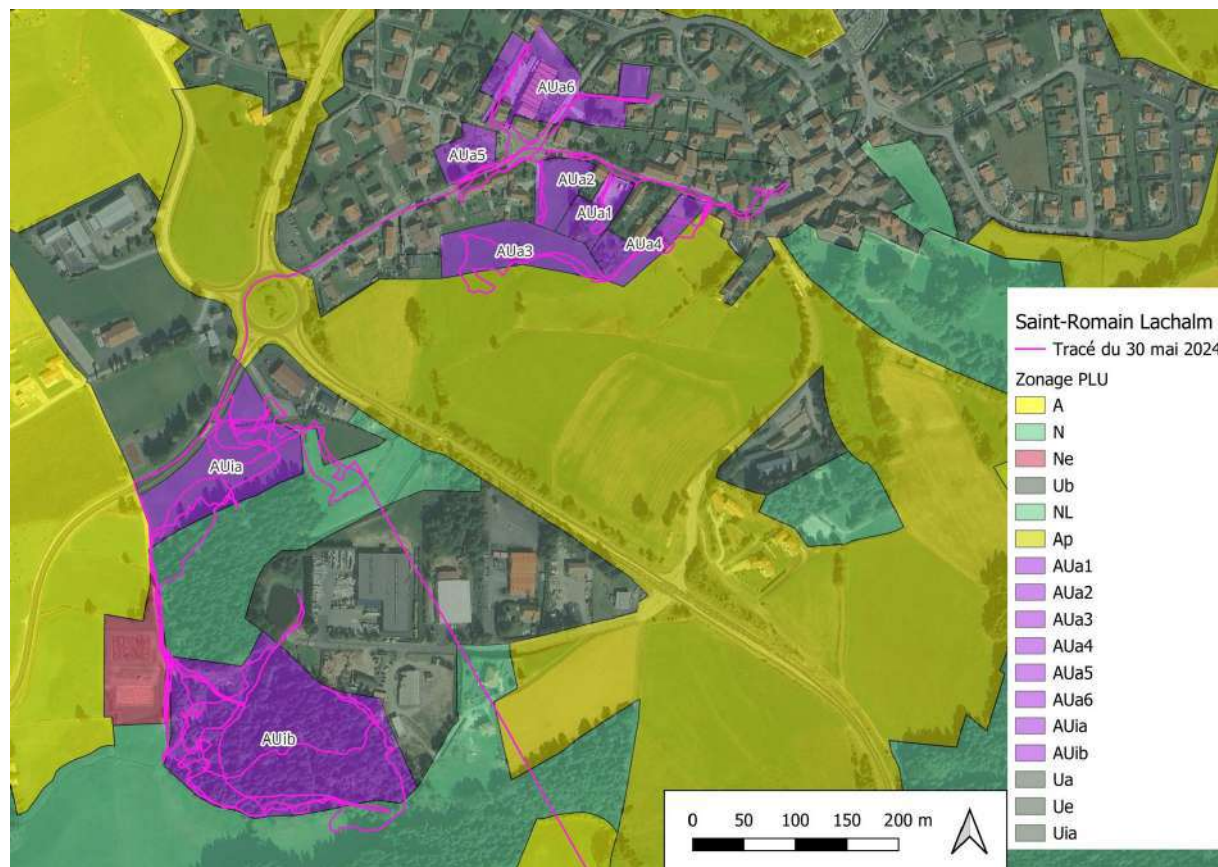 AUa6
AUa5
AUa2
AUa1
AUa3
AUa4
AUia
AUib
Saint-Romain Lachalm
Tracé du 30 mai 2024
Zonage PLU
A
N
Ne
Ub
NL
Ap
AUa1
AUa2
AUa3
AUa4
AUa5
AUa6
AUia
AUib
Ua
Ue
Uia
0 50 100 150 200 m